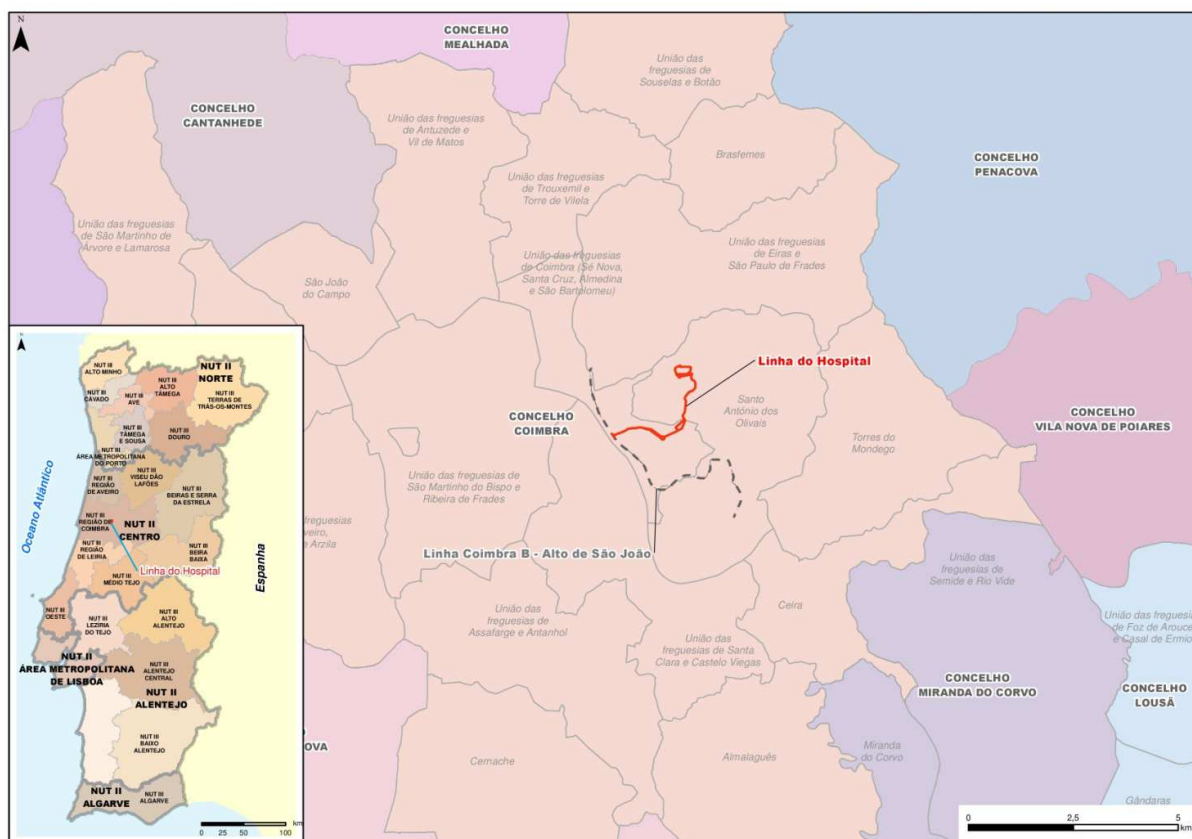 N
CONCELHO
MEALHADA
União das
freguesias de
Souselas e Botão
CONCELHO
CANTANHEDE
União das freguesias
de Antuzede e
Vil de Matos
Brasfemes
CONCELHO
PENACOVA
União das freguesias
de Trouxemil e
Torre de Vilela
União das freguesias
de São Martinho de
Árvore e Lamarosa
União das freguesias
de Coimbra (Sé Nova,
Santa Cruz, Almedina
e São Bartolomeu)
União das
freguesias de
Eiras e
São Paulo de Frades
São João
do Campo
Linha do Hospital
CONCELHO
COIMBRA
Santo
António dos
Olivais
CONCELHO
VILA NOVA DE POIARES
Torres do
Mondego
União das freguesias de
São Martinho do Bispo e
Ribeira de Frades
freguesias
Arzila
Linha Coimbra B - Alto de São João
União das
freguesias de
Semide e Rio Vide
União das
freguesias de
Assafarge e Antanhol
Ceira
União das freguesias
de Foz de Arouce
e Casal de Ermio
União das
freguesias de Santa
Clara e Castelo Viegas
CONCELHO
MIRANDA DO CORVO
CONCELHO
LOUSÃ
OVA
Cernache
Almalaguês
Miranda
do Corvo
Gândaras
0 2,5 5
km
NUT III
ALTO MINHO
NUT II
NORTE
NUT III
ALTO
TÂMEGA
NUT III
CÁVADO
NUT III
AVE
NUT III
TERRAS DE
TRÁS-OS-MONTES
NUT III
TÂMEGA
E SOUSA
NUT III
DOURO
NUT III
ÁREA METROPOLITANA
DO PORTO
NUT III
REGIÃO
DE AVEIRO
NUT III
VISEU DÃO
LAFÕES
NUT III
BEIRAS E SERRA
DA ESTRELA
Oceano Atlântico
NUT III
REGIÃO DE
COIMBRA
NUT II
CENTRO
NUT III
REGIÃO
DE LEIRIA
NUT III
BEIRA
BAIXA
Linha do Hospital
NUT III
MÉDIO TEJO
Espanha
NUT III
OESTE
NUT III
LEZÍRIA
DO TEJO
NUT III
ALTO
ALENTEJO
NUT II
ÁREA METROPOLITANA
DE LISBOA
NUT III
ALENTEJO
CENTRAL
NUT II
ALENTEJO
NUT III
BAIXO
ALENTEJO
NUT II
ALGARVE
NUT III
ALGARVE
km
0 25 50 100